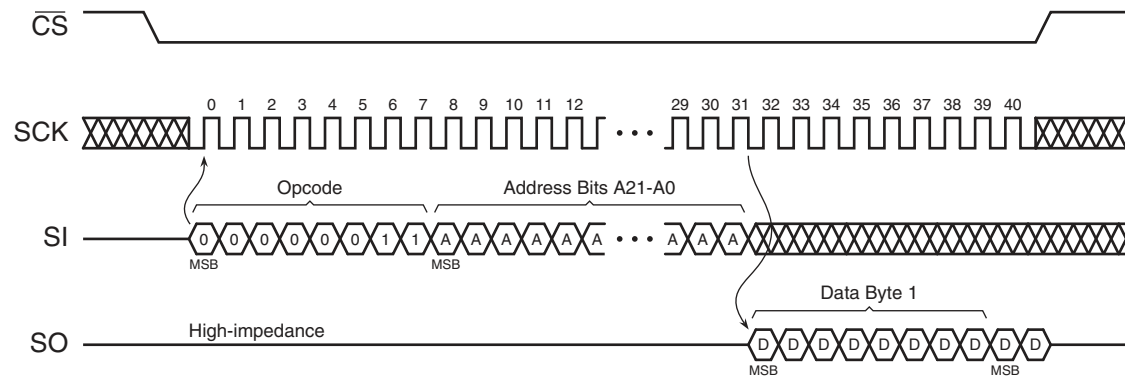 CS
0 1 2 3 4 5 6 7 8 9 10 11 12 29 30 31 32 33 34 35 36 37 38 39 40
SCK
Opcode Address Bits A21-A0
SI 0 0 0 0 0 0 1 1 A A A A A A A A A
MSB MSB
Data Byte 1
High-impedance
SO D D D D D D D D D D
MSB MSB